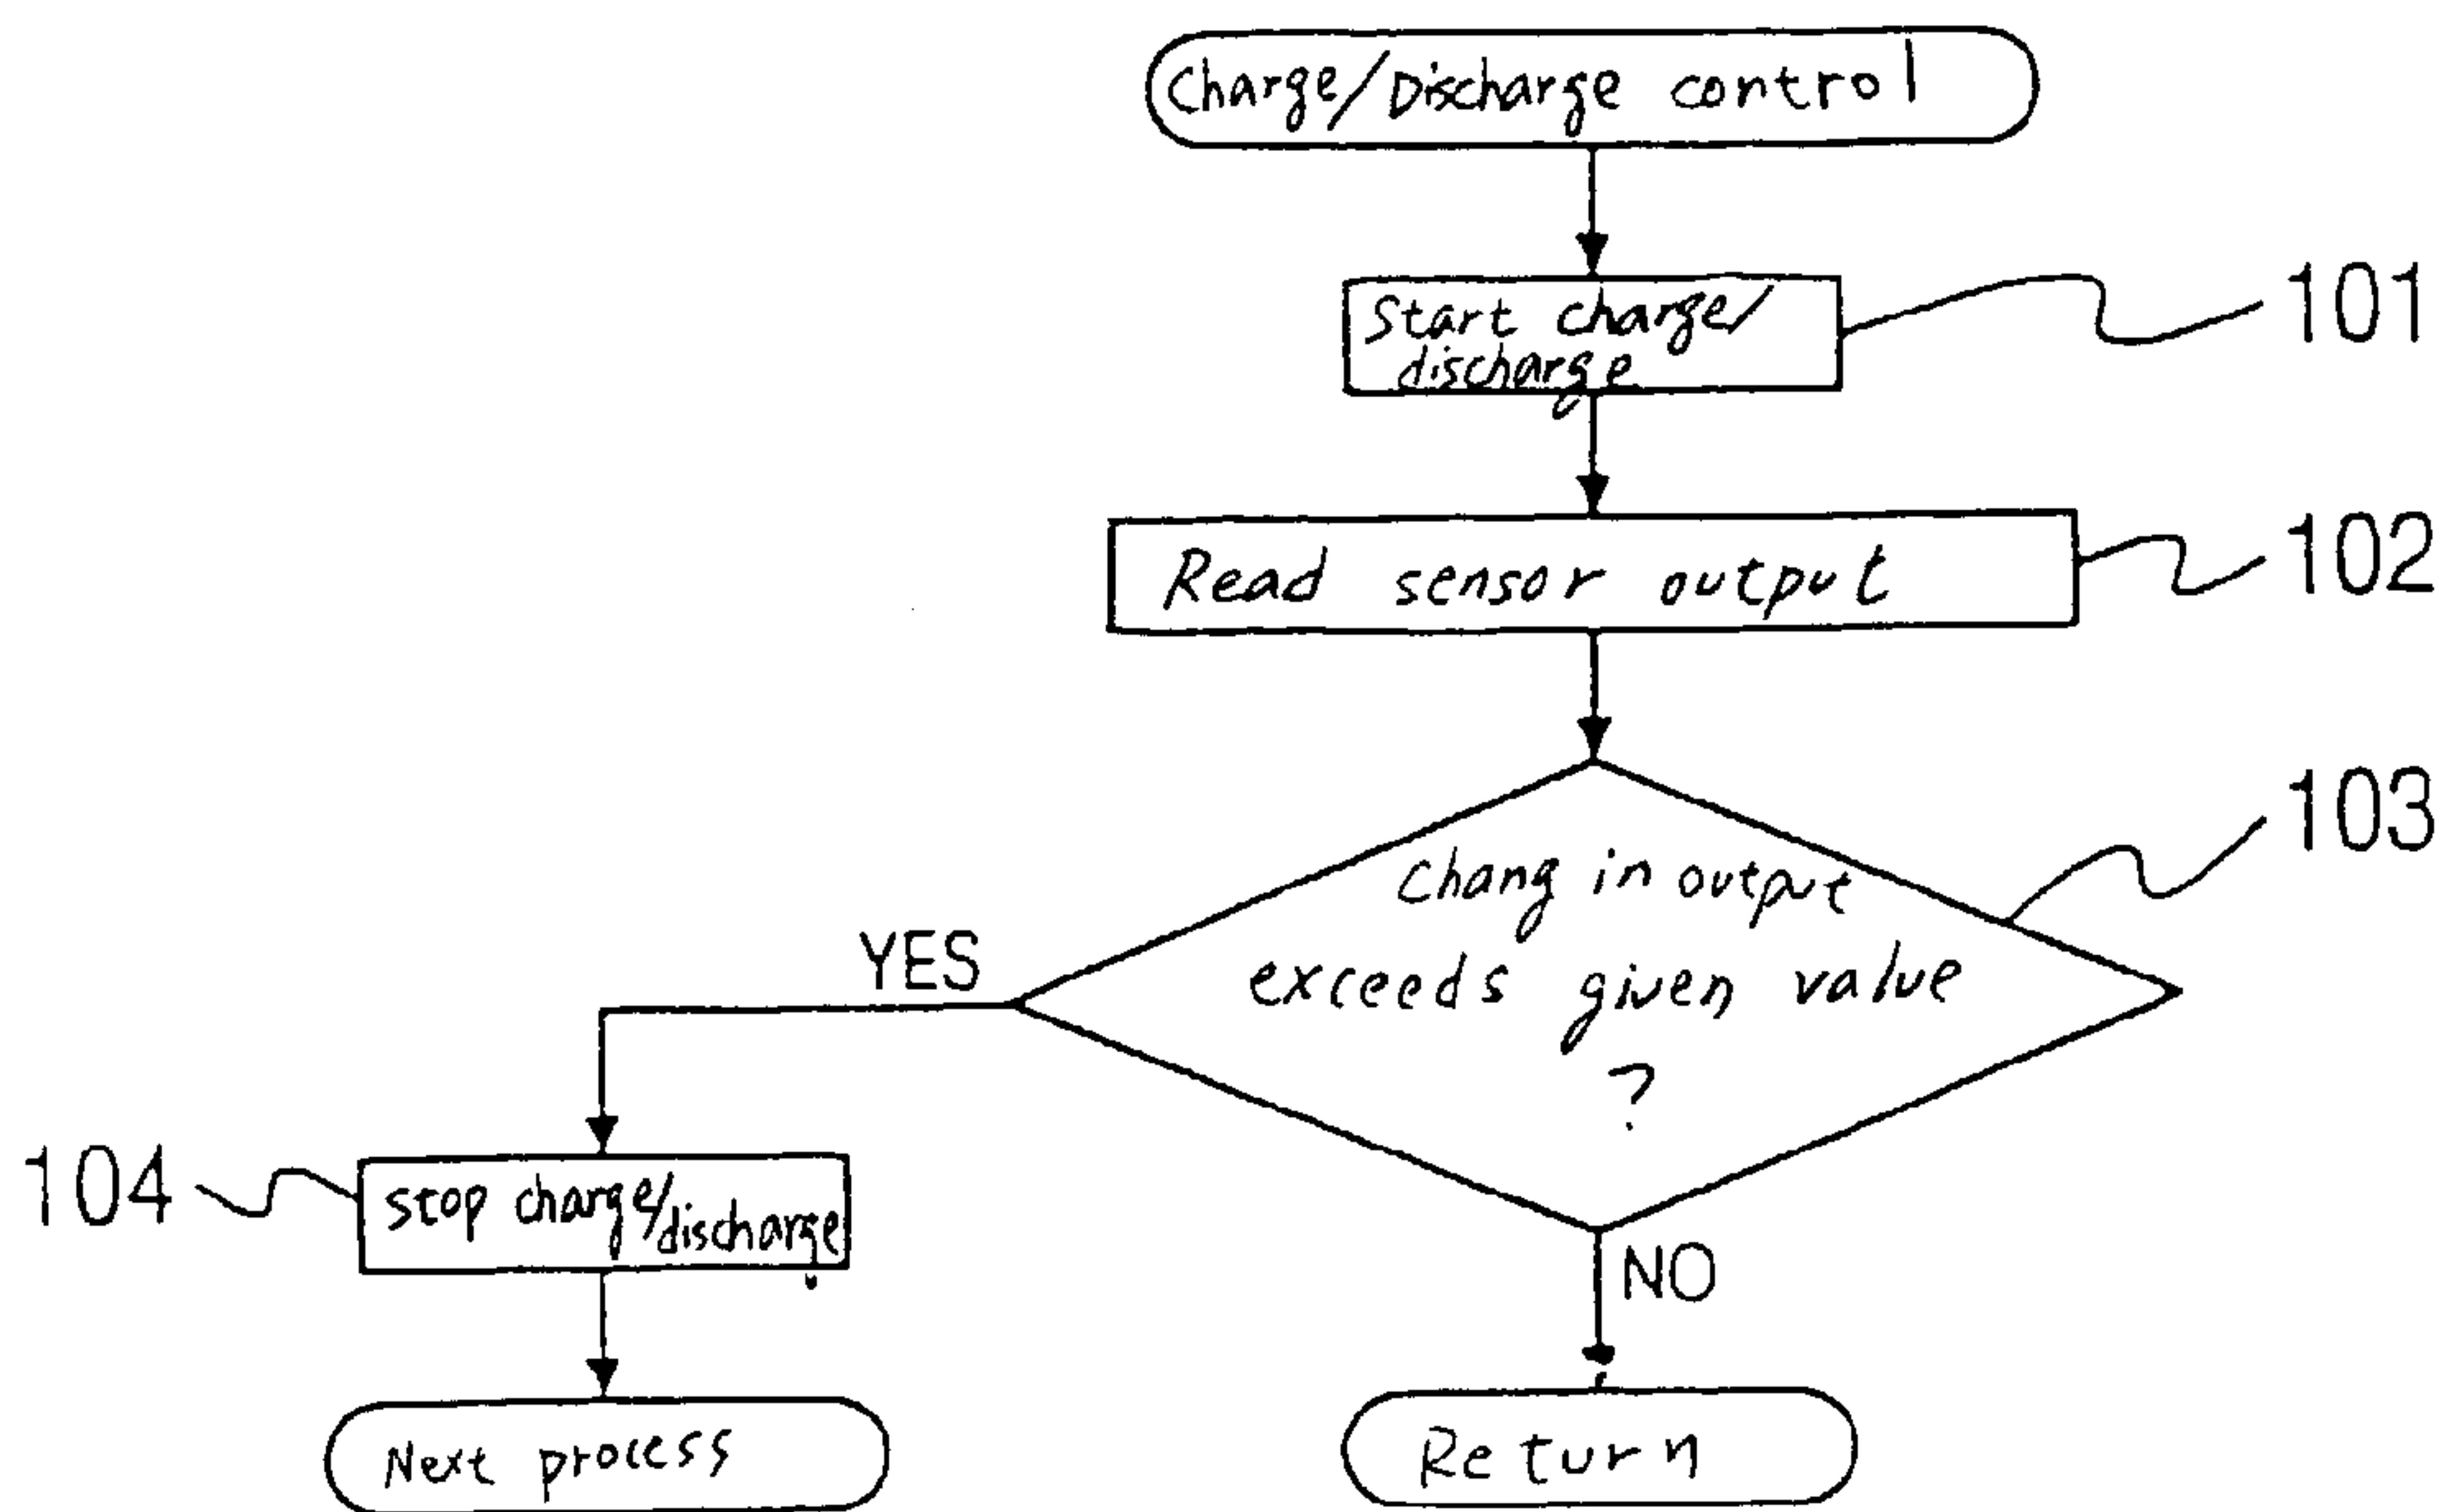 Charge/Discharge control
Start charge/
discharge
101
Read sensor output
102
Chang in output
exceeds given value
?
103
YES
NO
104
stop charge/discharge
Next process
Return